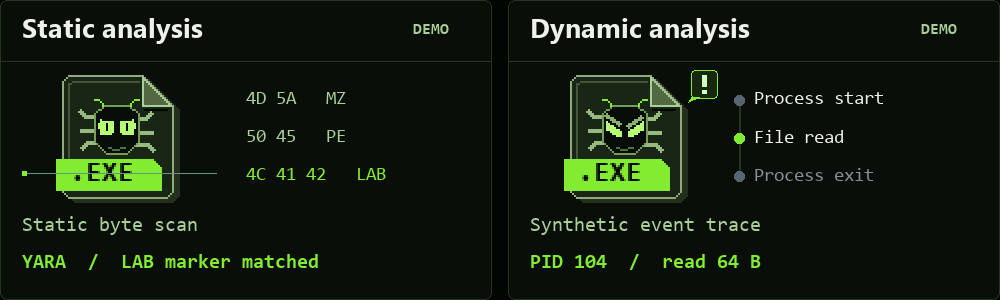 Static analysis
DEMO
4D 5A MZ
50 45 PE
4C 41 42 LAB
.EXE
Static byte scan
YARA / LAB marker matched
Dynamic analysis
DEMO
!
Process start
File read
Process exit
.EXE
Synthetic event trace
PID 104 / read 64 B